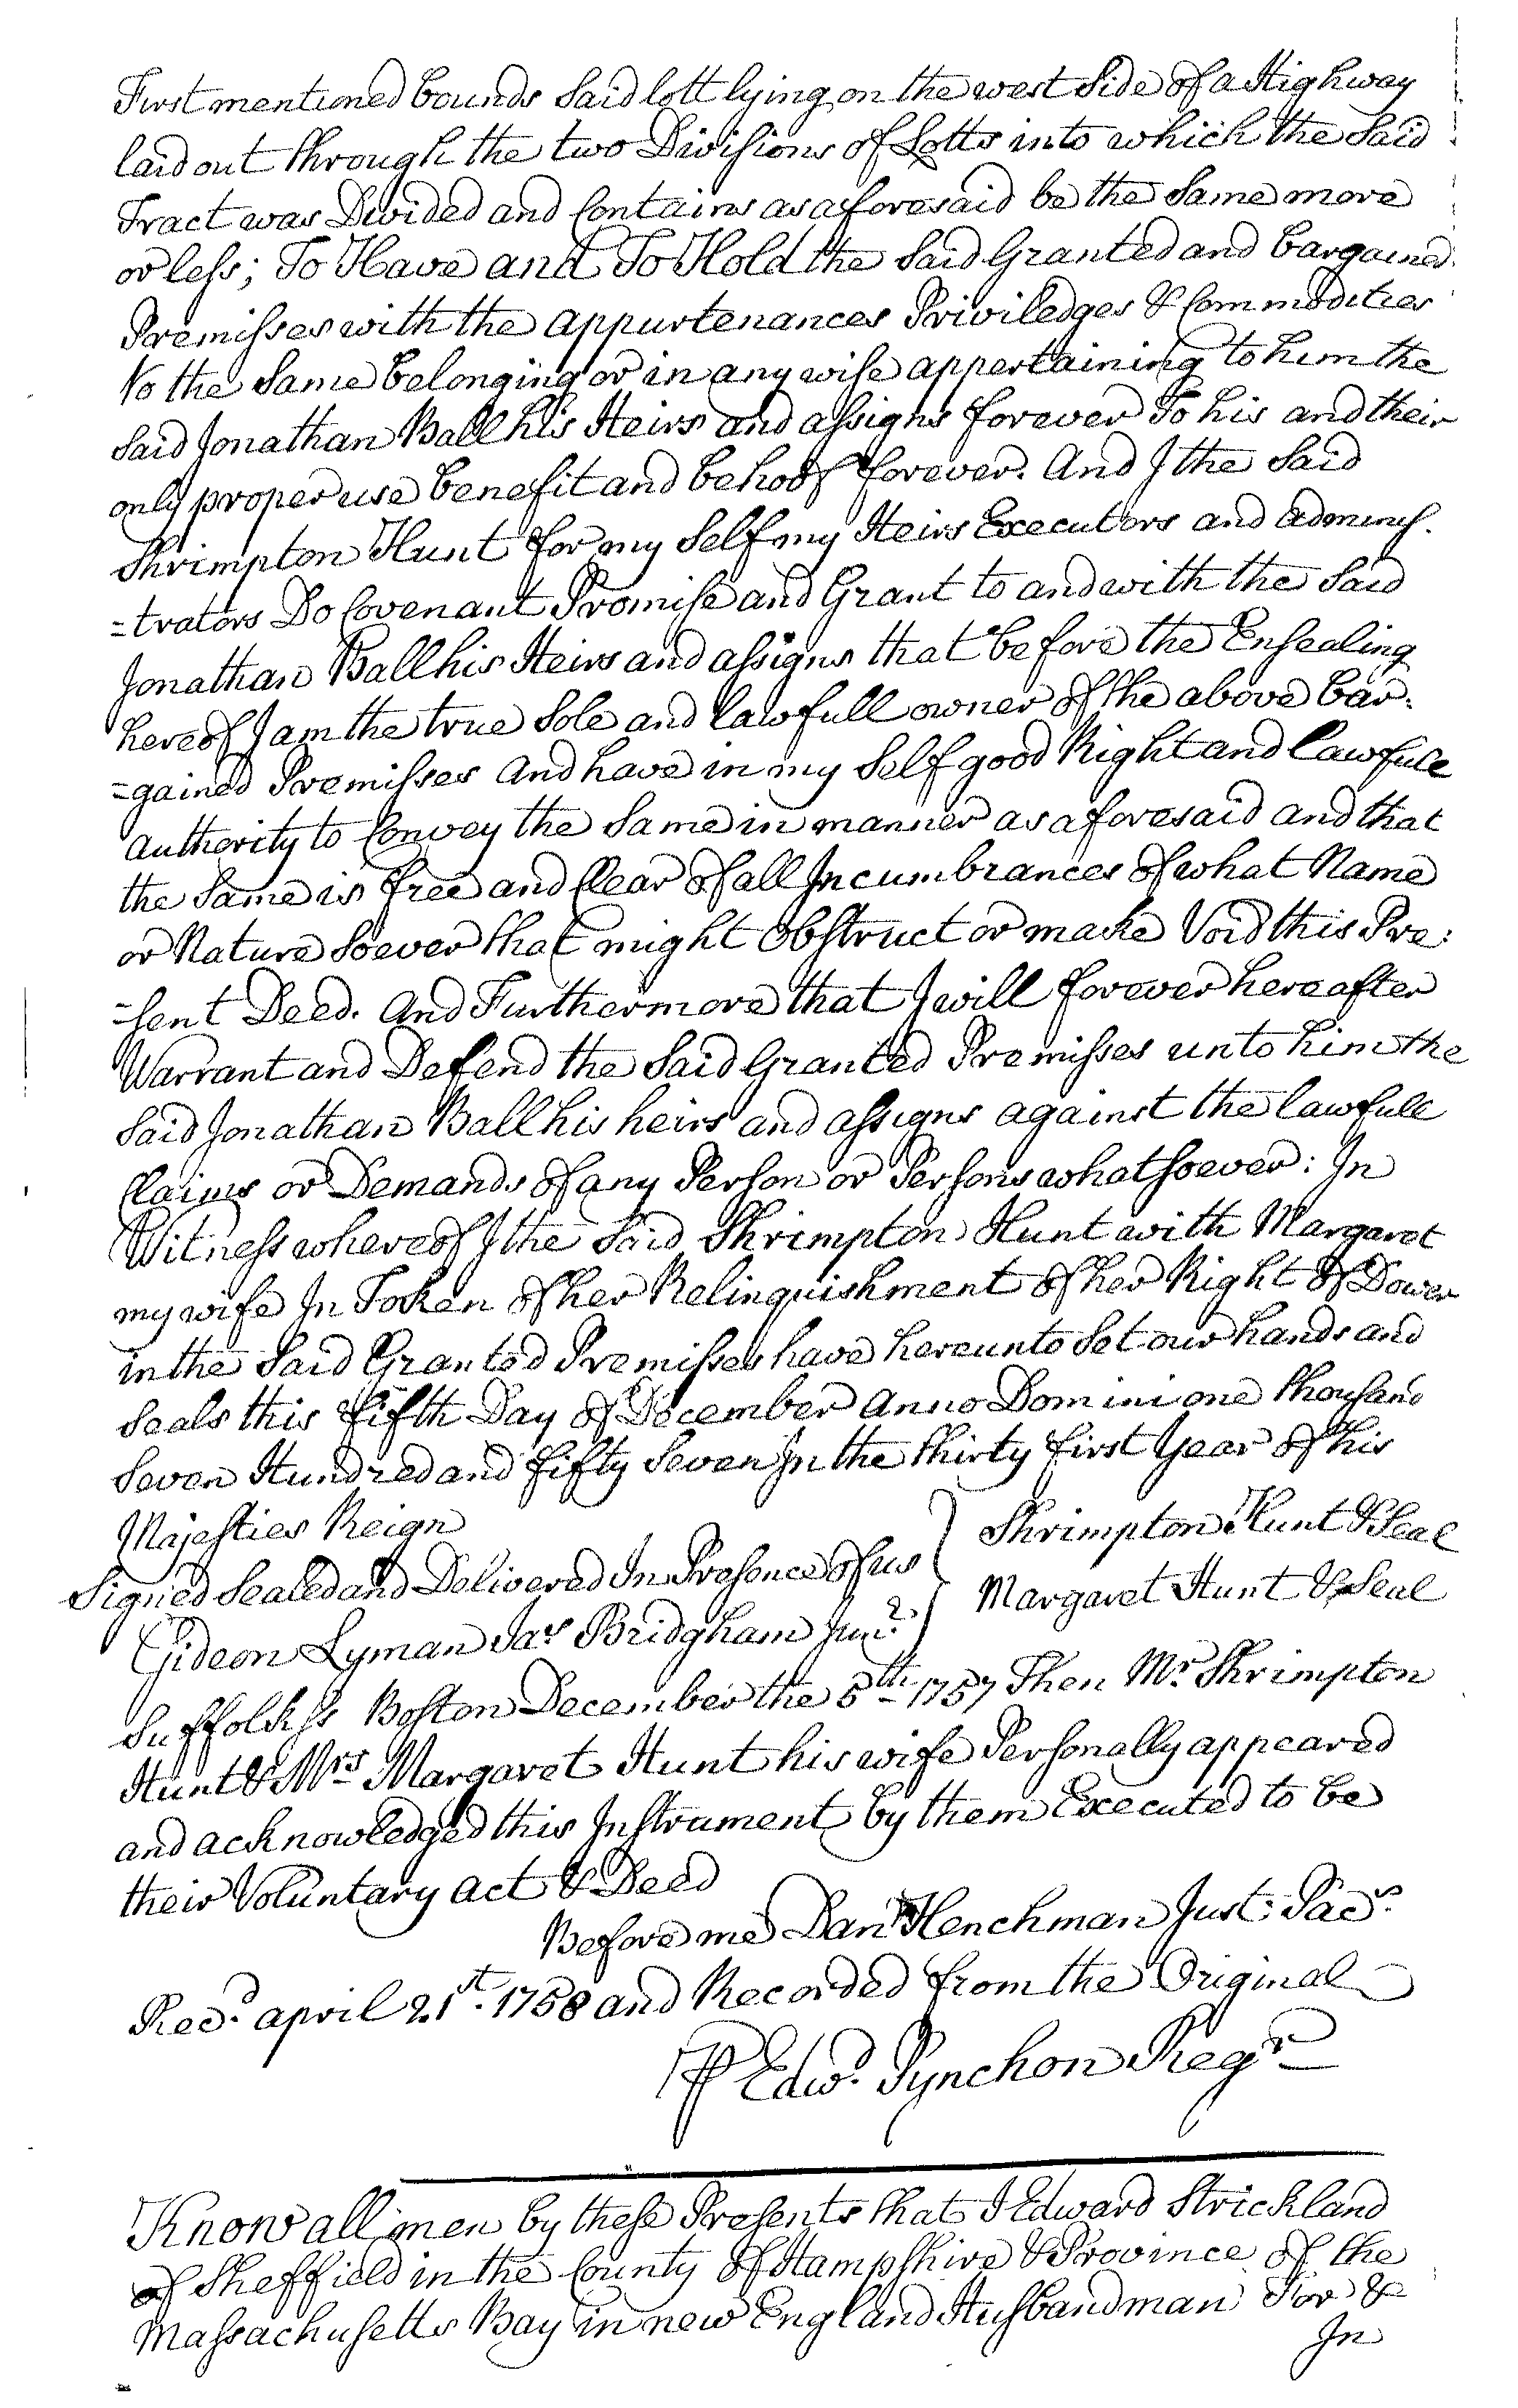 First mentioned bounds Said lott lying on the west Side of a Highway
laid out through the two Divisions of Lotts into which the Said
Tract was Divided and Contains as aforesaid be the Same more
or less; To Have and To Hold the Said Granted and bargained
Premisses with the appurtenances Priviledges & Commodities
to the Same belonging or in any wise appertaining to him the
Said Jonathan Ball his Heirs and assigns forever To his and their
only proper use benefit and behoof forever. And I the Said
Shrimpton Hunt for my Self my Heirs Executors and adminis-
=trators Do Covenant Promise and Grant to and with the Said
Jonathan Ball his Heirs and assigns that before the Ensealing
hereof I am the true Sole and lawfull owner of the above bar-
=gained Premisses And have in my Self good Right and lawfull
authority to Convey the Same in manner as aforesaid and that
the Same is free and Clear of all Incumbrances of what Name
or Nature Soever that might Obstruct or make Void this Pre:
=sent Deed. And Furthermore that I will forever hereafter
Warrant and Defend the Said Granted Premisses unto him the
Said Jonathan Ball his heirs and assigns against the lawfull
Claims or Demands of any Person or Persons whatsoever: In
Witness whereof I the Said Shrimpton Hunt with Margaret
my wife In Token of her Relinquishment of her Right of Dower
in the Said Granted Premisses have hereunto Set our hands and
Seals this fifth Day of December Anno Domini one thousand
Seven Hundred and fifty Seven In the thirty first Year of his
Majesties Reign
Signed Sealed and Delivered In Presence of us } Shrimpton Hunt & Seal
Gideon Lyman Jas Bridgham Junr. } Margaret Hunt & Seal
Suffolk ss Boston December the 5th 1757 Then Mr Shrimpton
Hunt & Mrs Margaret Hunt his wife Personally appeared
and acknowledged this Instrument by them Executed to be
their Voluntary act & Deed
Before me Danl Henchman Just: Pacs.
Recd. april 21st. 1758 and Recorded from the Original
P Edwd. Pynchon Regr
Know all men by these Presents that I Edward Strickland
of Sheffield in the County of Hampshire & Province of the
Massachusetts Bay in new England Husbandman For &
In